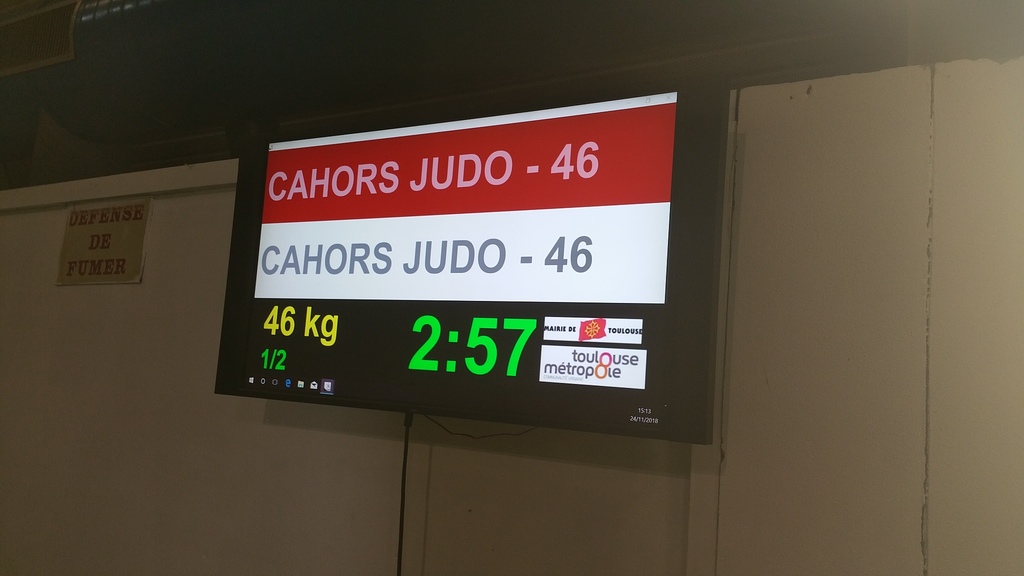 DEFENSE
DE
FUMER
CAHORS JUDO - 46
CAHORS JUDO - 46
46 kg
1/2
2:57
MAIRIE DE TOULOUSE
toulouse
métropole
15:13
24/11/2018